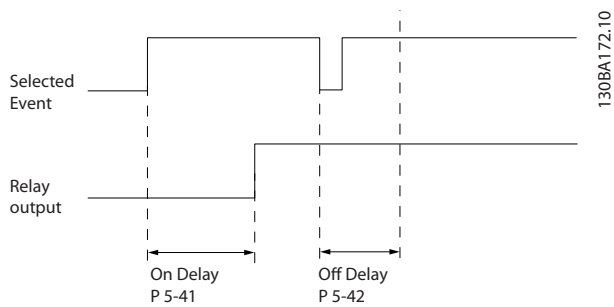 130BA172.10
Selected
Event
Relay
output
On Delay
P 5-41
Off Delay
P 5-42